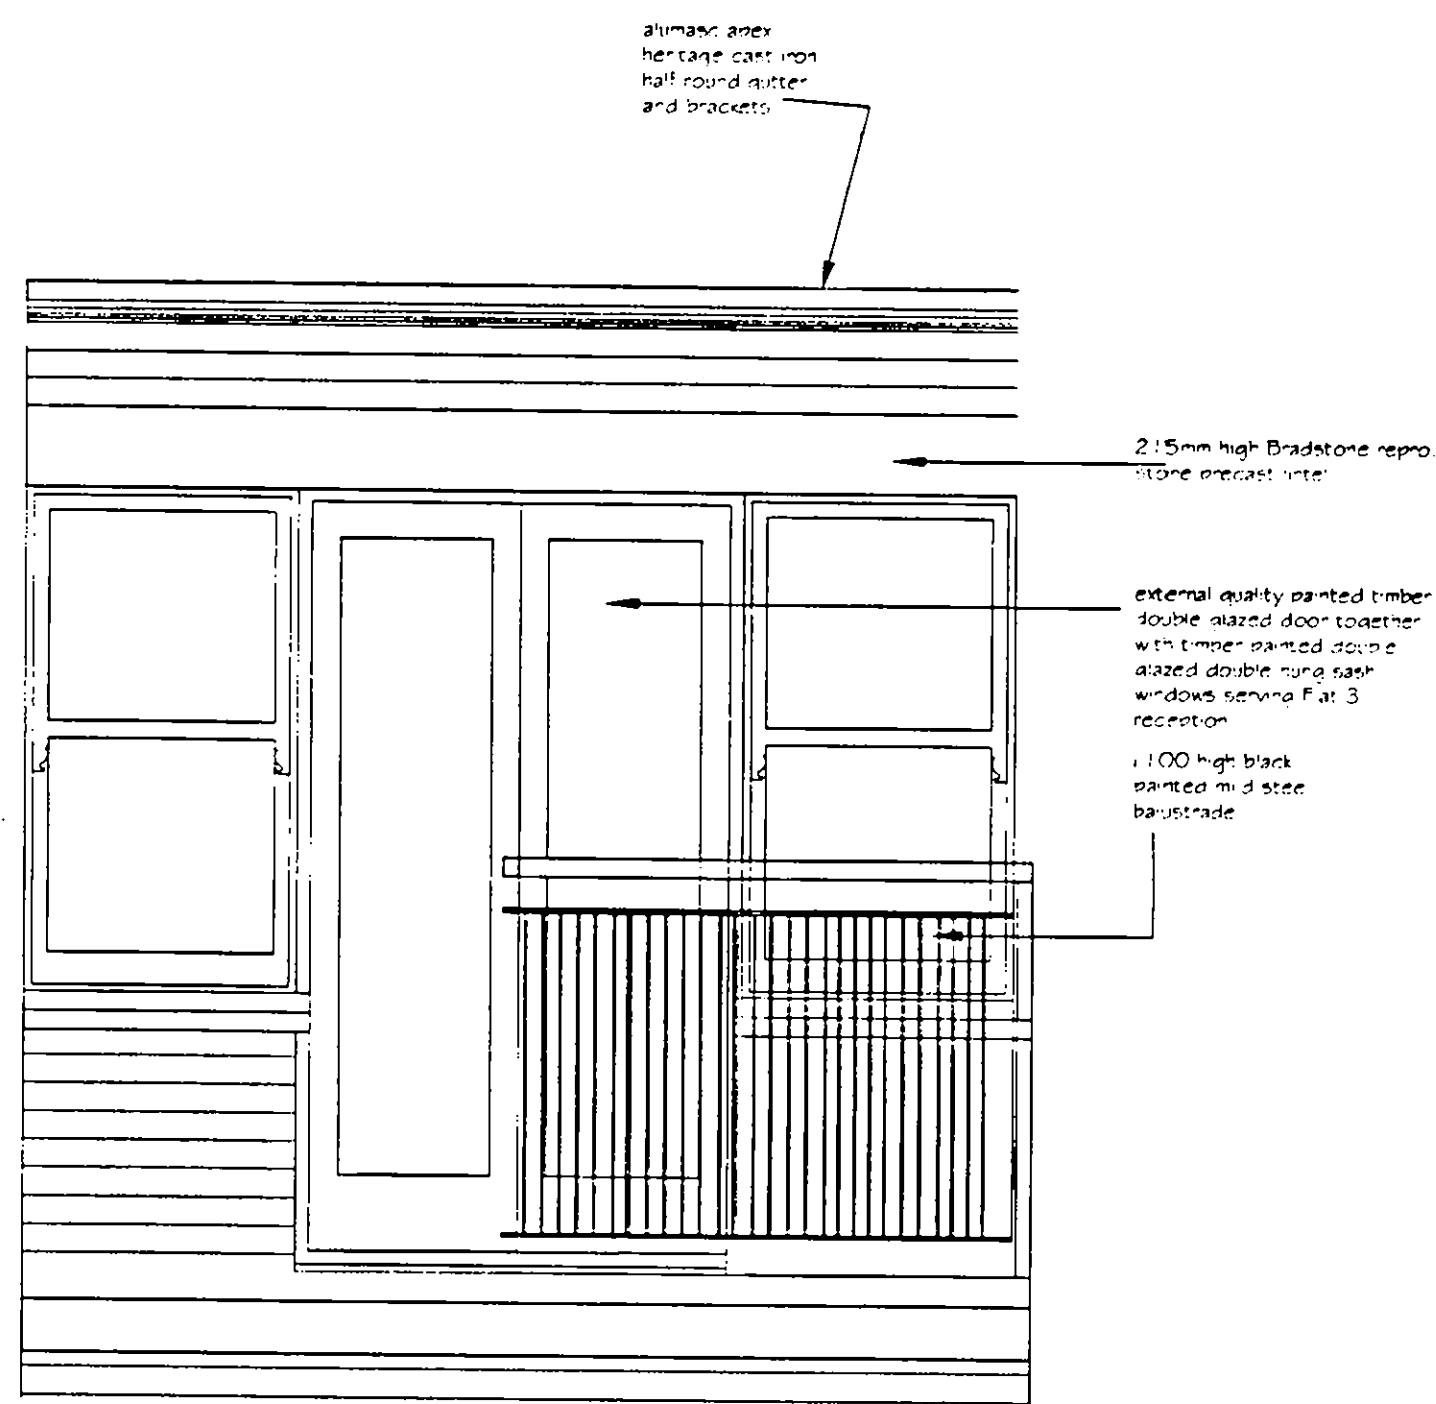 alumasc apex
heritage cast iron
half round gutter
and brackets
215mm high Bradstone repro.
stone precast lintel
external quality painted timber
double glazed door together
with timber painted double
glazed double hung sash
windows serving Flat 3
reception
1100 high black
painted mild steel
balustrade